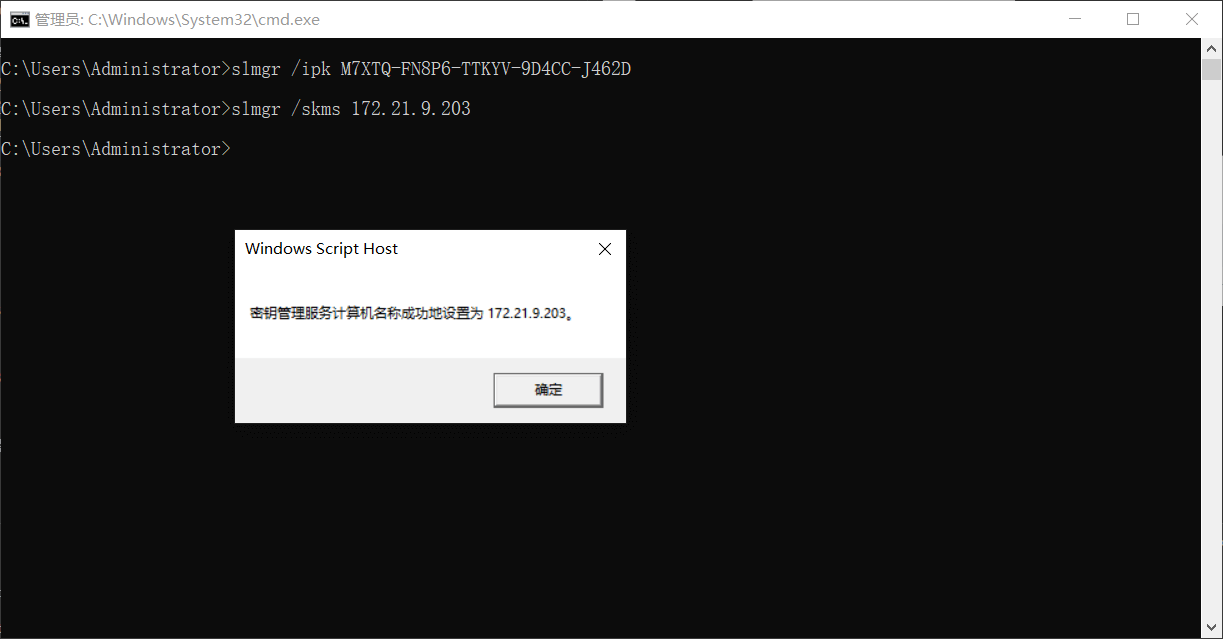 管理员: C:\Windows\System32\cmd.exe
C:\Users\Administrator>slmgr /ipk M7XTQ-FN8P6-TTKYV-9D4CC-J462D
C:\Users\Administrator>slmgr /skms 172.21.9.203
C:\Users\Administrator>
Windows Script Host
密钥管理服务计算机名称成功地设置为 172.21.9.203。
确定